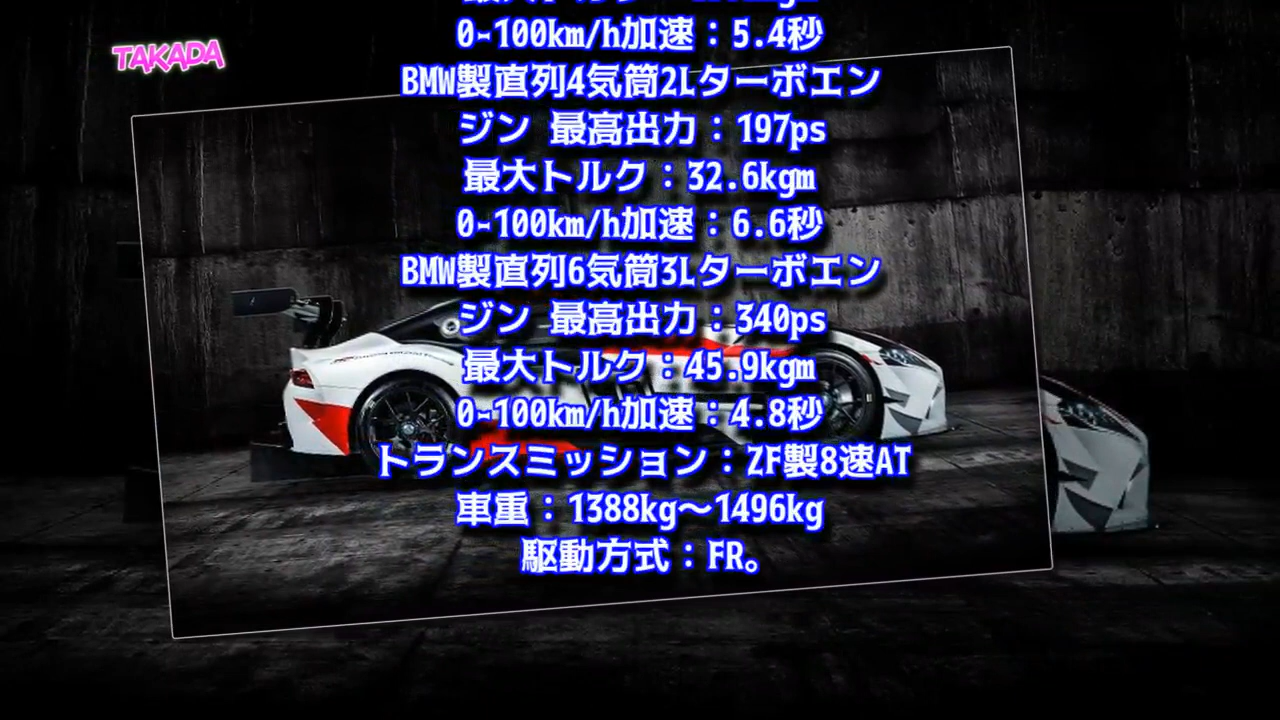 TAKADA
0-100km/h加速：5.4秒
BMW製直列4気筒2Lターボエン
ジン 最高出力：197ps
最大トルク：32.6kgm
0-100km/h加速：6.6秒
BMW製直列6気筒3Lターボエン
ジン 最高出力：340ps
最大トルク：45.9kgm
0-100km/h加速：4.8秒
トランスミッション：ZF製8速AT
車重：1388kg～1496kg
駆動方式：FR。